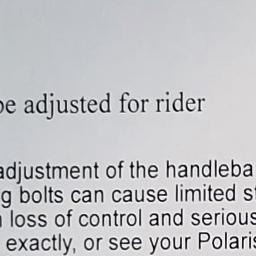 be adjusted for rider
adjustment of the handleba
g bolts can cause limited s
loss of control and serious
exactly, or see your Polaris